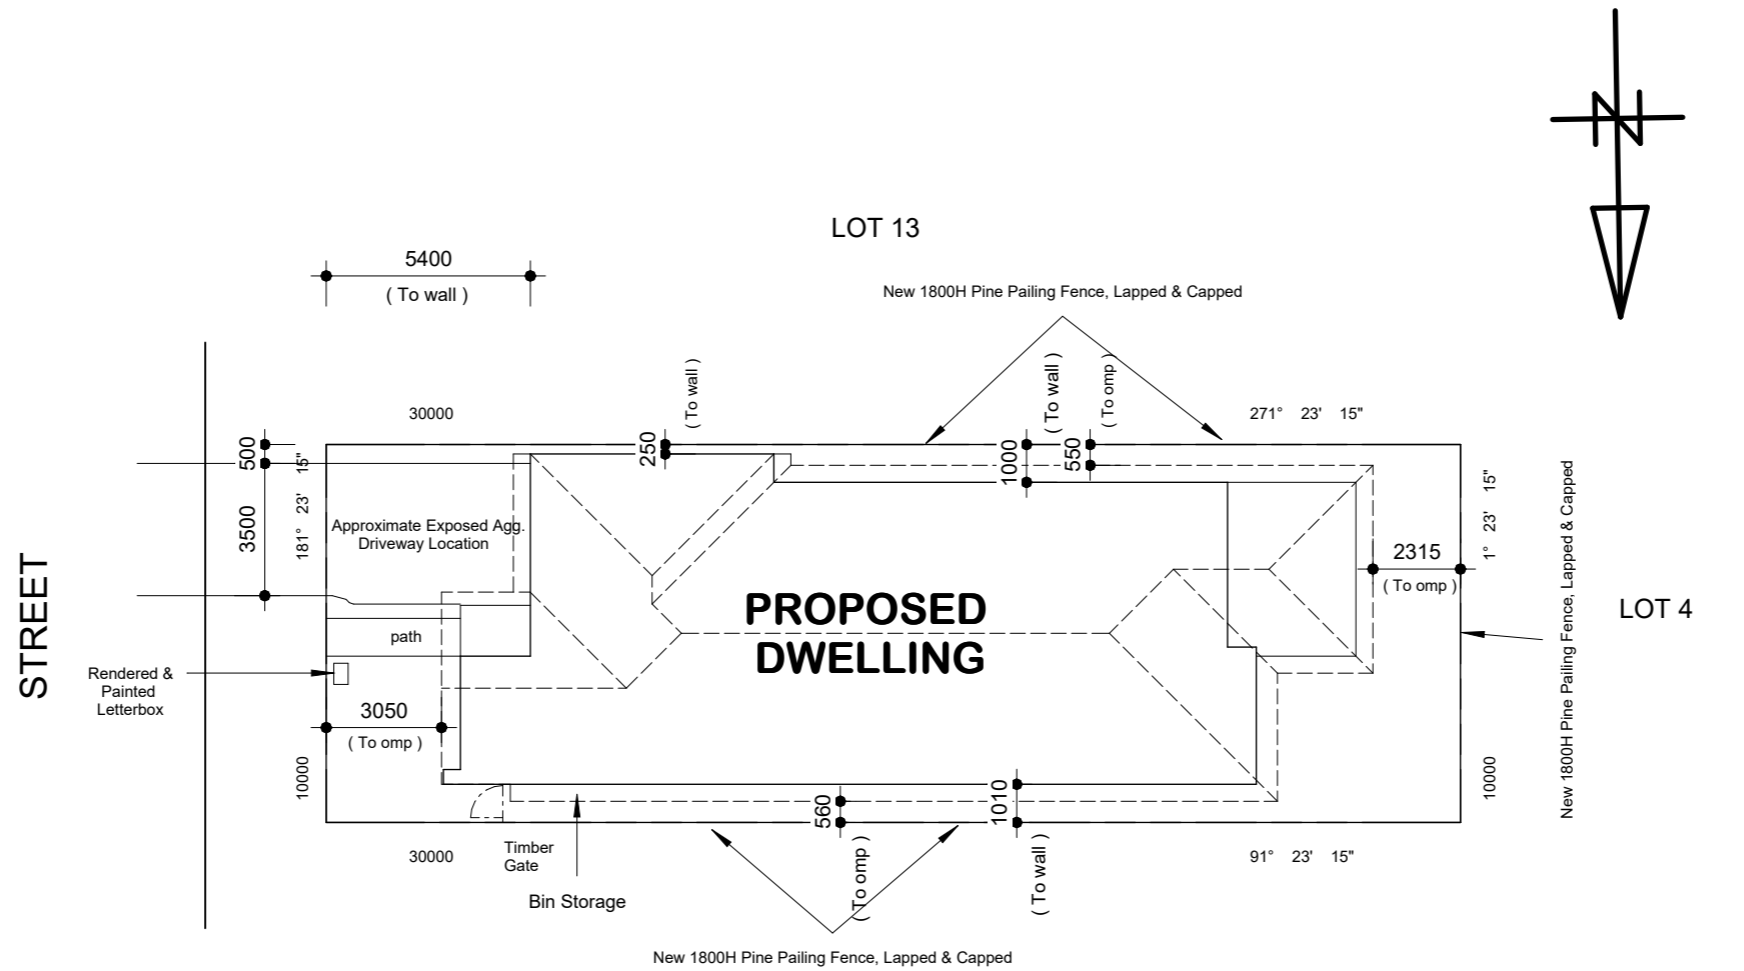 N
LOT 13
5400
( To wall )
New 1800H Pine Pailing Fence, Lapped & Capped
( To wall )
( To wall )
( To omp )
30000
271° 23' 15"
500
250
1000
550
181° 23' 15"
1° 23' 15"
3500
Approximate Exposed Agg.
Driveway Location
2315
( To omp )
New 1800H Pine Pailing Fence, Lapped & Capped
STREET
PROPOSED
DWELLING
LOT 4
path
Rendered &
Painted
Letterbox
3050
( To omp )
10000
10000
560
1010
( To omp )
( To wall )
30000
Timber
Gate
91° 23' 15"
Bin Storage
New 1800H Pine Pailing Fence, Lapped & Capped